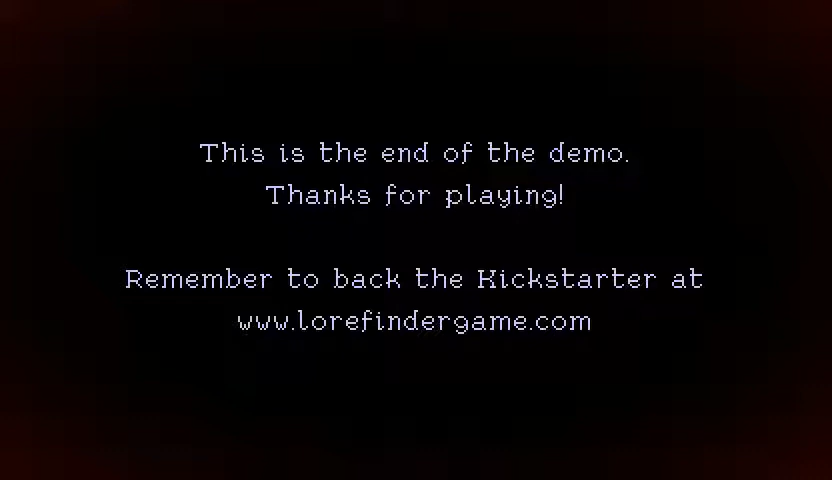 This is the end of the demo.
Thanks for playing!
Remember to back the Kickstarter at
www.lorefindergame.com